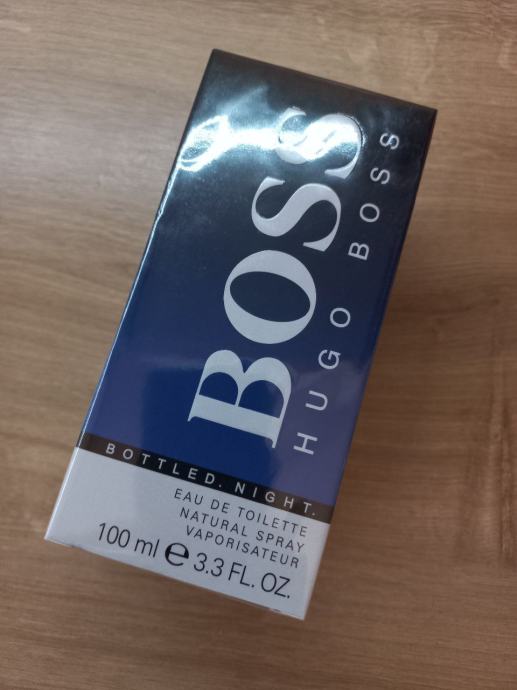 BOSS
HUGO BOSS
BOTTLED. NIGHT.
EAU DE TOILETTE
NATURAL SPRAY
VAPORISATEUR
100 ml e 3.3 FL. OZ.